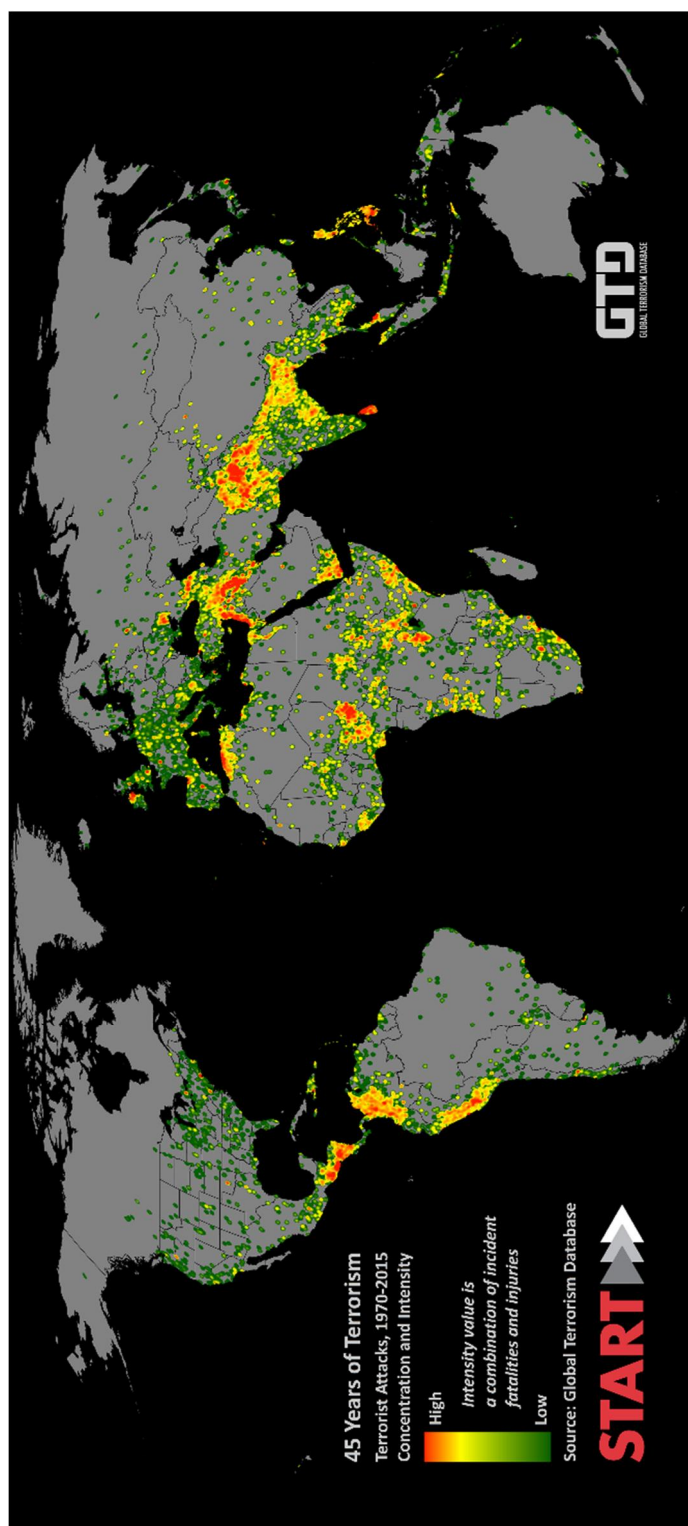 45 Years of Terrorism
Terrorist Attacks, 1970-2015
Concentration and Intensity
High
Intensity value is
a combination of incident
fatalities and injuries
Low
Source: Global Terrorism Database
START
GTD
GLOBAL TERRORISM DATABASE